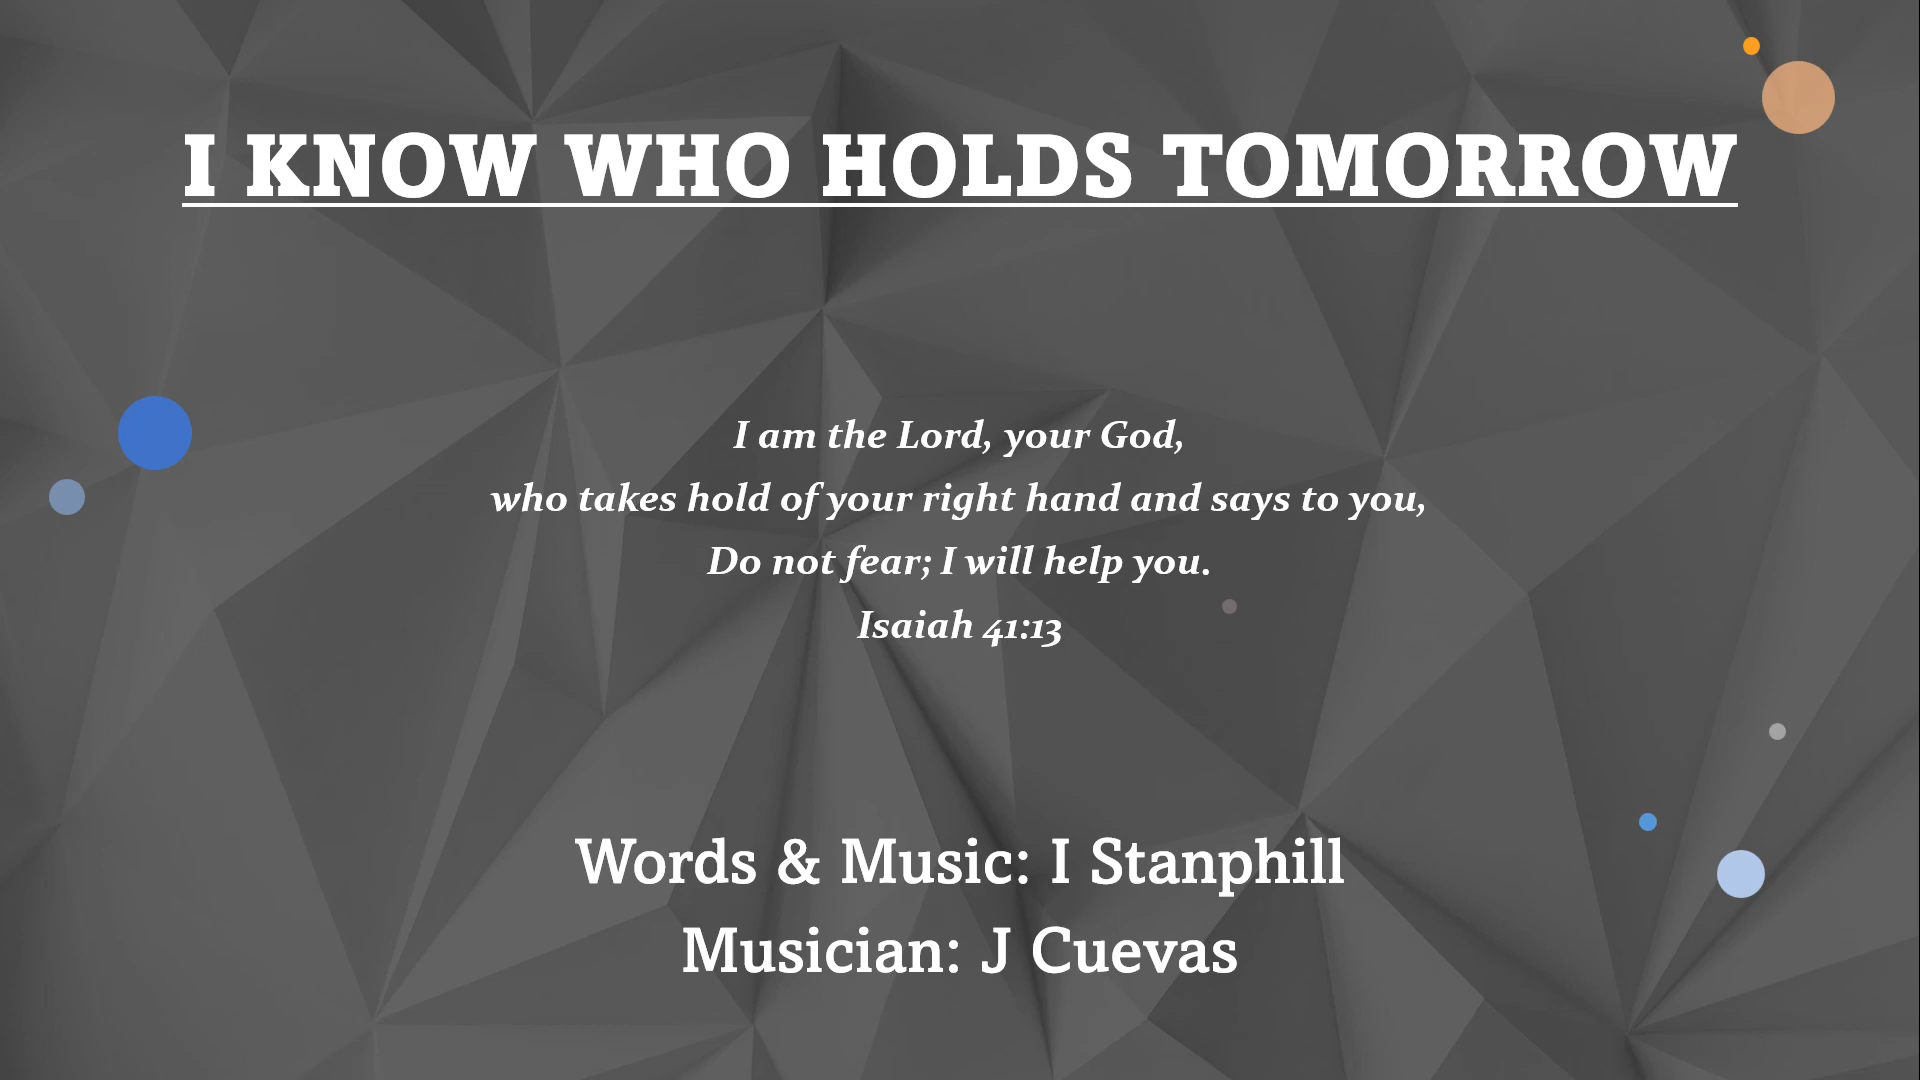 I KNOW WHO HOLDS TOMORROW
I am the Lord, your God,
who takes hold of your right hand and says to you,
Do not fear; I will help you.
Isaiah 41:13
Words & Music: I Stanphill
Musician: J Cuevas